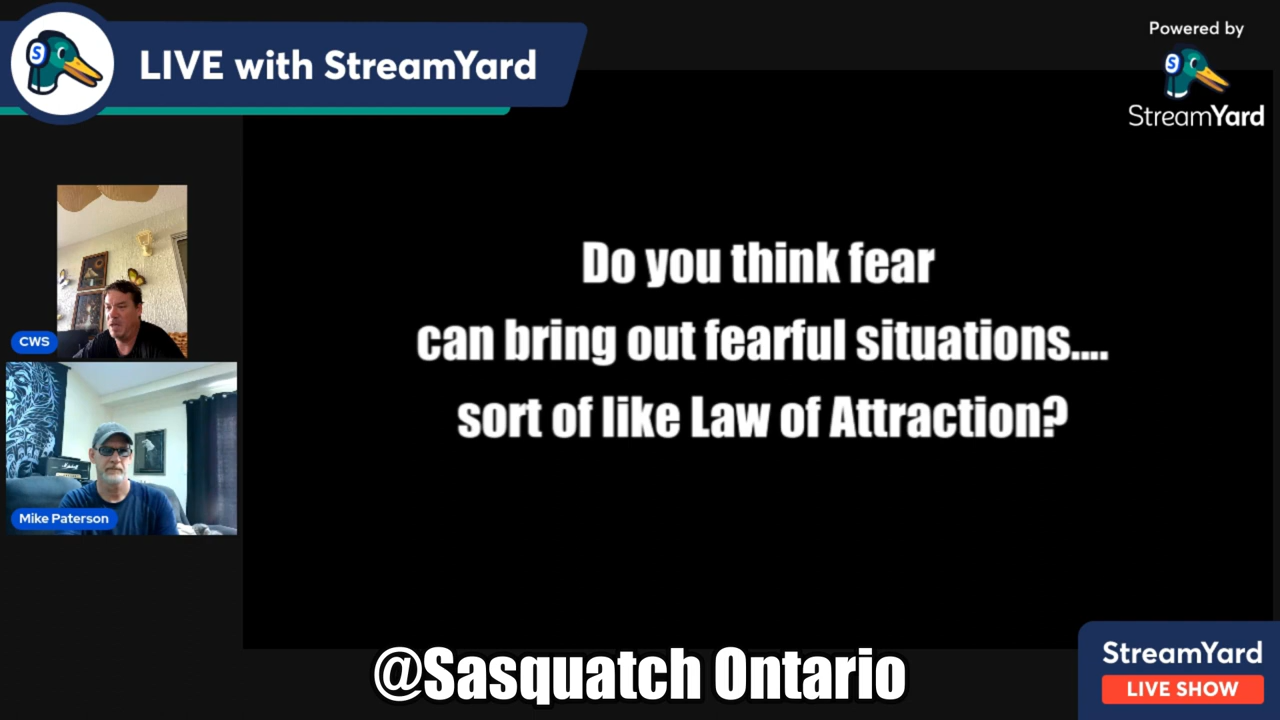 S
LIVE with StreamYard
Powered by
S
StreamYard
Do you think fear
can bring out fearful situations....
sort of like Law of Attraction?
CWS
Mike Paterson
@Sasquatch Ontario
StreamYard
LIVE SHOW